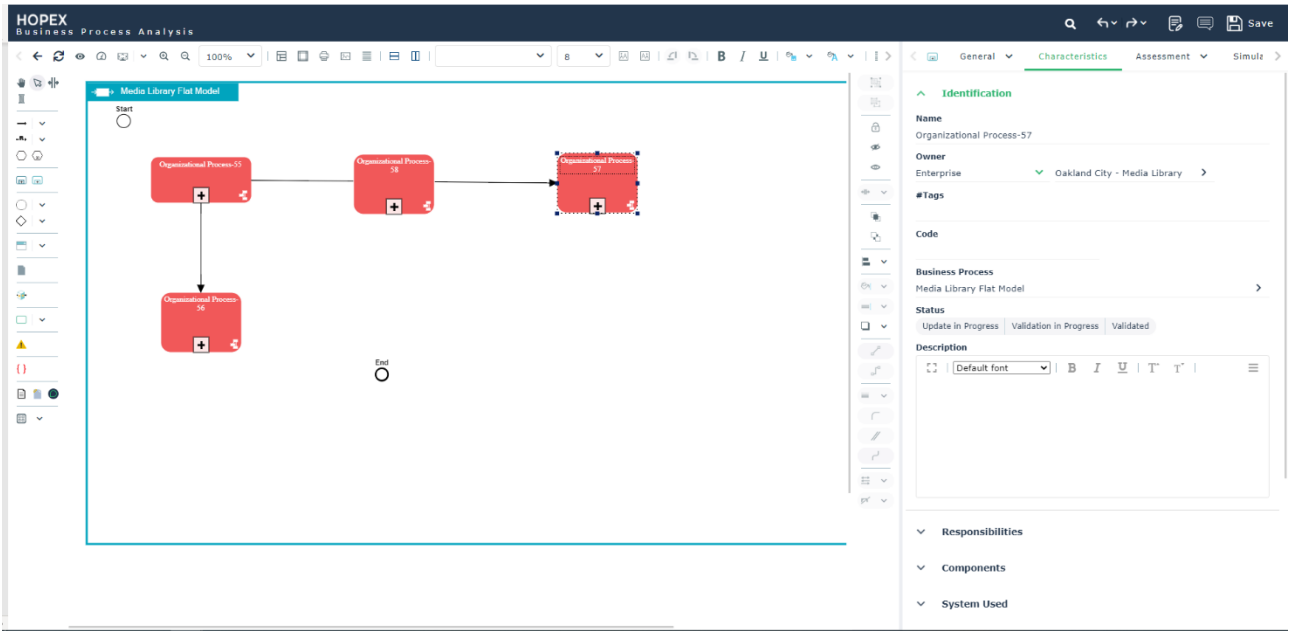 HOPEX
Business Process Analysis
Save
100%
8
B I U
General
Characteristics
Assessment
Simula
Media Library Flat Model
Start
Organizational Process-55
Organizational Process-
58
Organizational Process-
57
Organizational Process-
56
End
Identification
Name
Organizational Process-57
Owner
Enterprise
Oakland City - Media Library
#Tags
Code
Business Process
Media Library Flat Model
Status
Update in Progress
Validation in Progress
Validated
Description
Default font
B I U T T
Responsibilities
Components
System Used